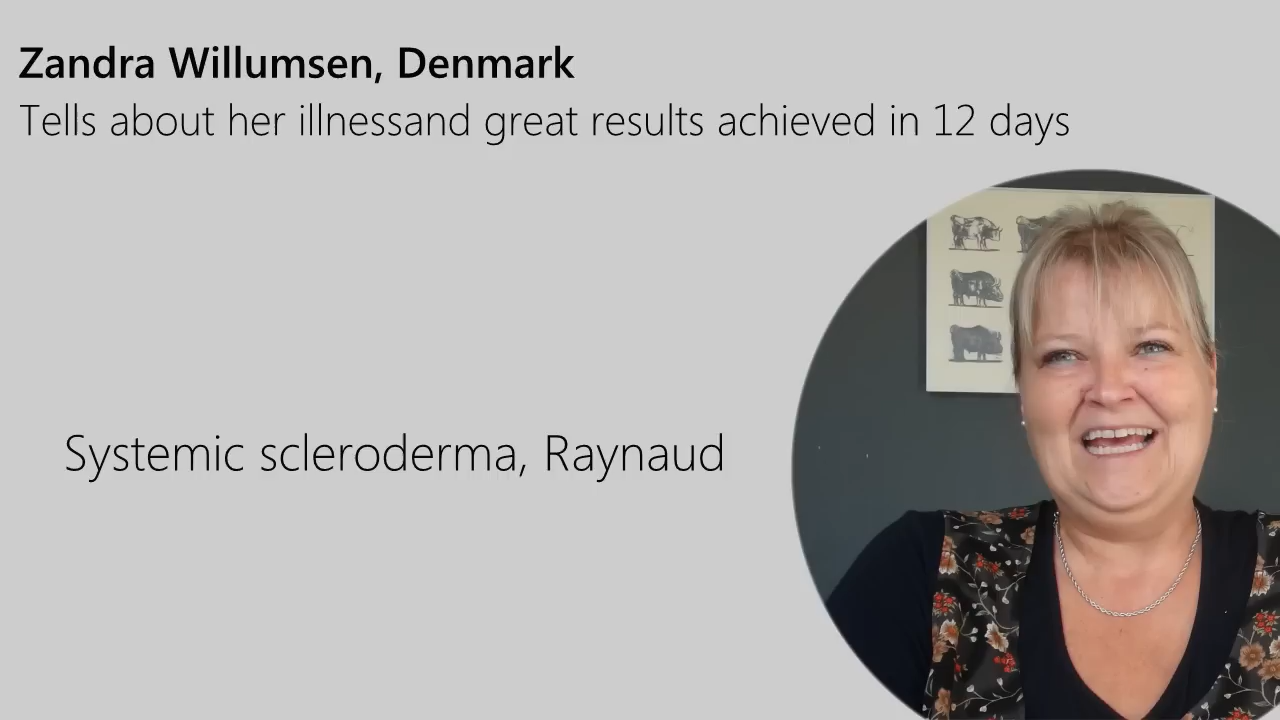 Zandra Willumsen, Denmark
Tells about her illnessand great results achieved in 12 days
Systemic scleroderma, Raynaud